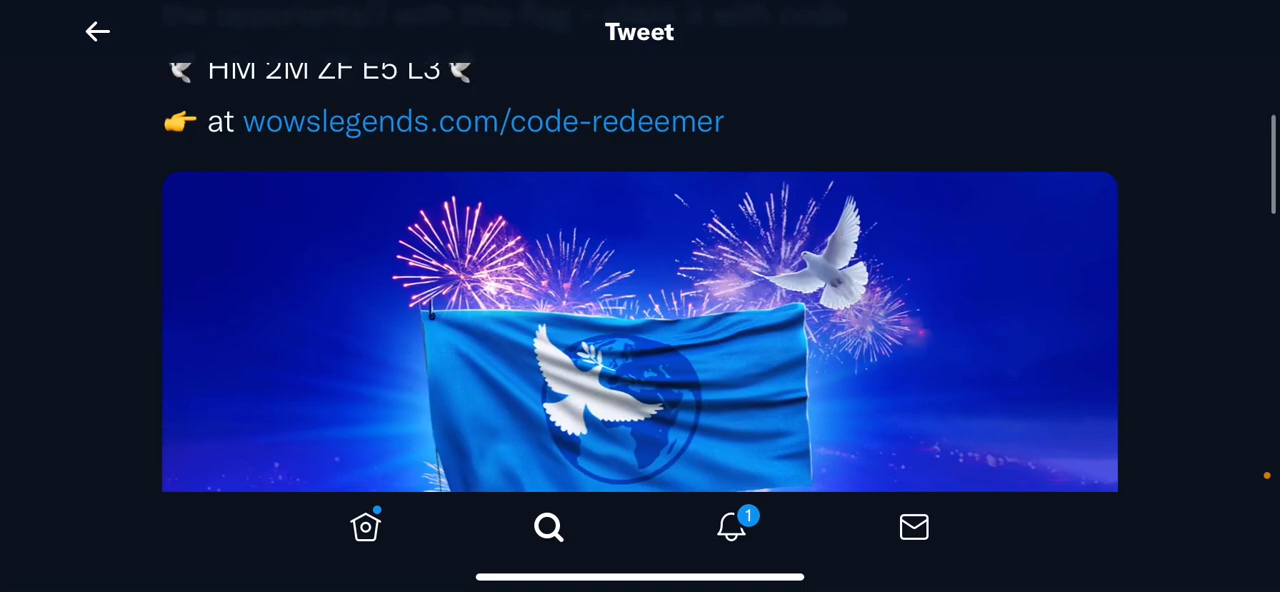 Tweet
🕊 HM 2M ZF E5 L3 🕊
👉 at wowslegends.com/code-redeemer
1